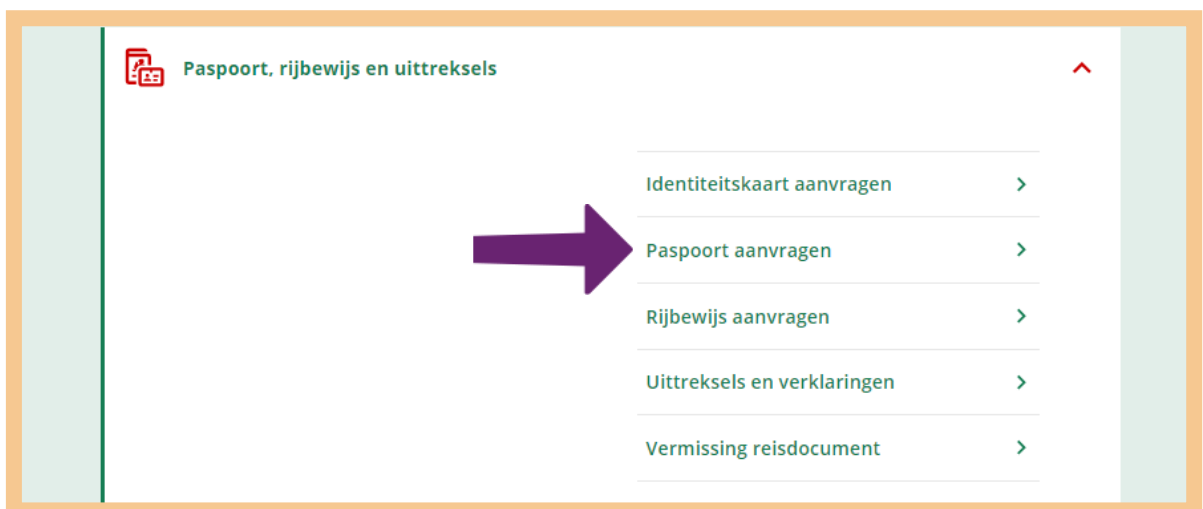 Paspoort, rijbewijs en uittreksels
Identiteitskaart aanvragen
Paspoort aanvragen
Rijbewijs aanvragen
Uittreksels en verklaringen
Vermissing reisdocument